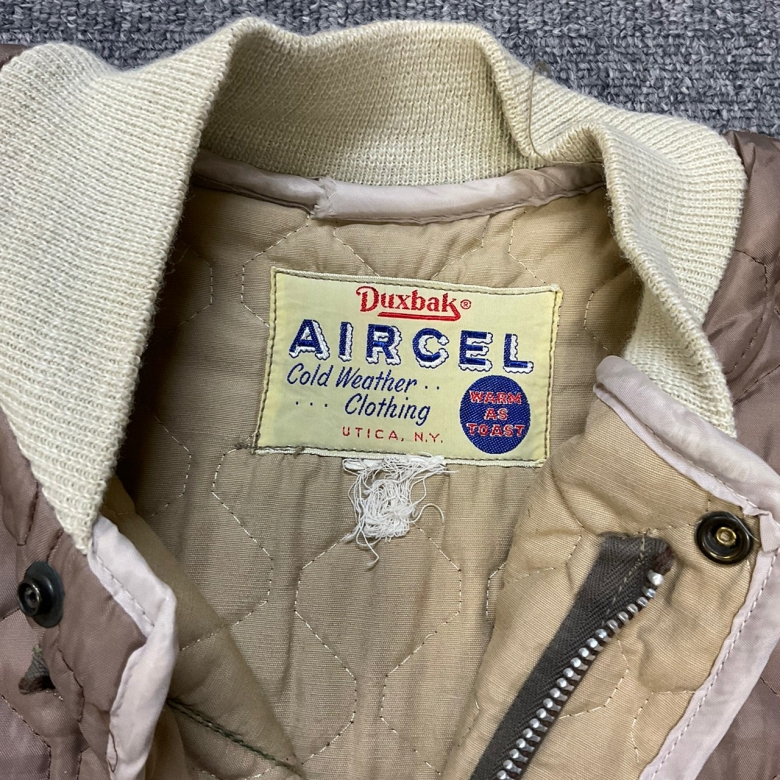 Duxbak®
AIRCEL
Cold Weather . .
. . . Clothing
UTICA, N.Y.
WARM
AS
TOAST